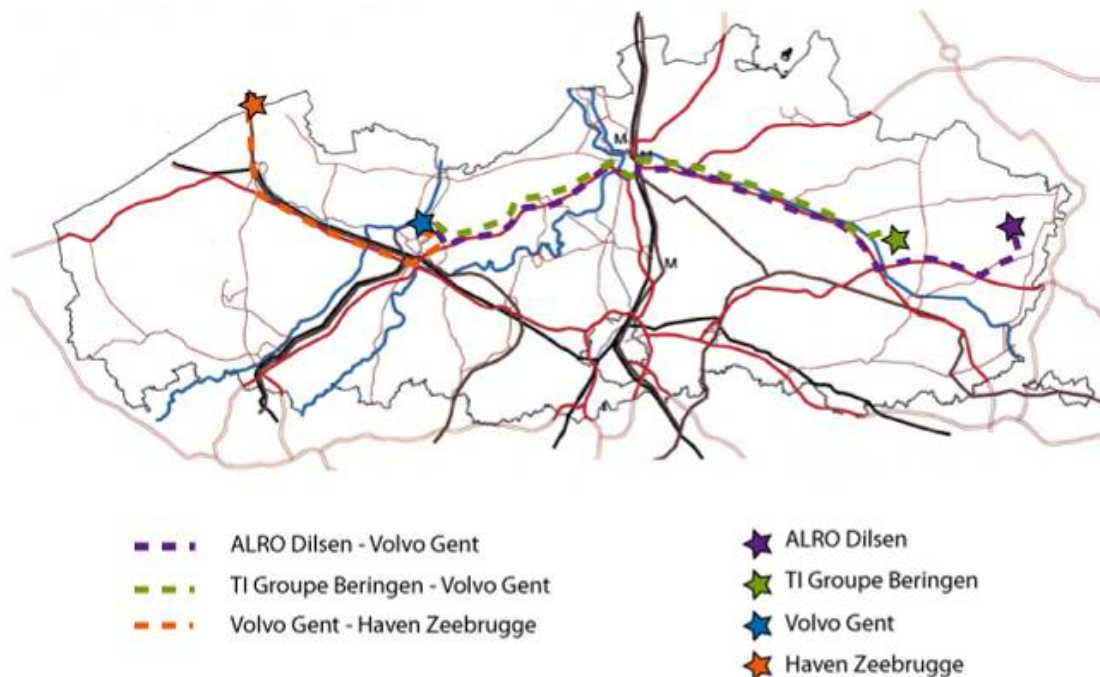 M
M
M
ALRO Dilsen - Volvo Gent
TI Groupe Beringen - Volvo Gent
Volvo Gent - Haven Zeebrugge
ALRO Dilsen
TI Groupe Beringen
Volvo Gent
Haven Zeebrugge